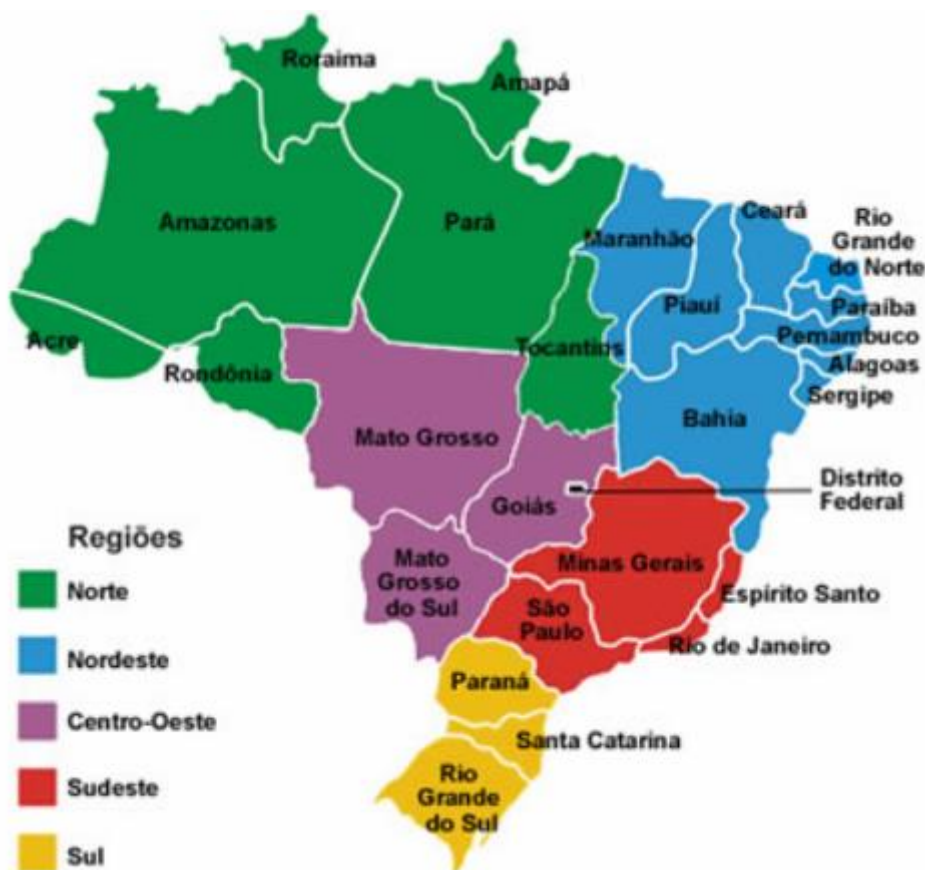 Roraima
Amapá
Amazonas
Pará
Maranhão
Ceará
Rio
Grande
do Norte
Piauí
Paraíba
Pernambuco
Alagoas
Sergipe
Acre
Rondônia
Tocantins
Bahia
Mato Grosso
Distrito
Federal
Goiás
Mato
Grosso
do Sul
Minas Gerais
Espírito Santo
São
Paulo
Rio de Janeiro
Paraná
Santa Catarina
Rio
Grande
do Sul
Regiões
Norte
Nordeste
Centro-Oeste
Sudeste
Sul